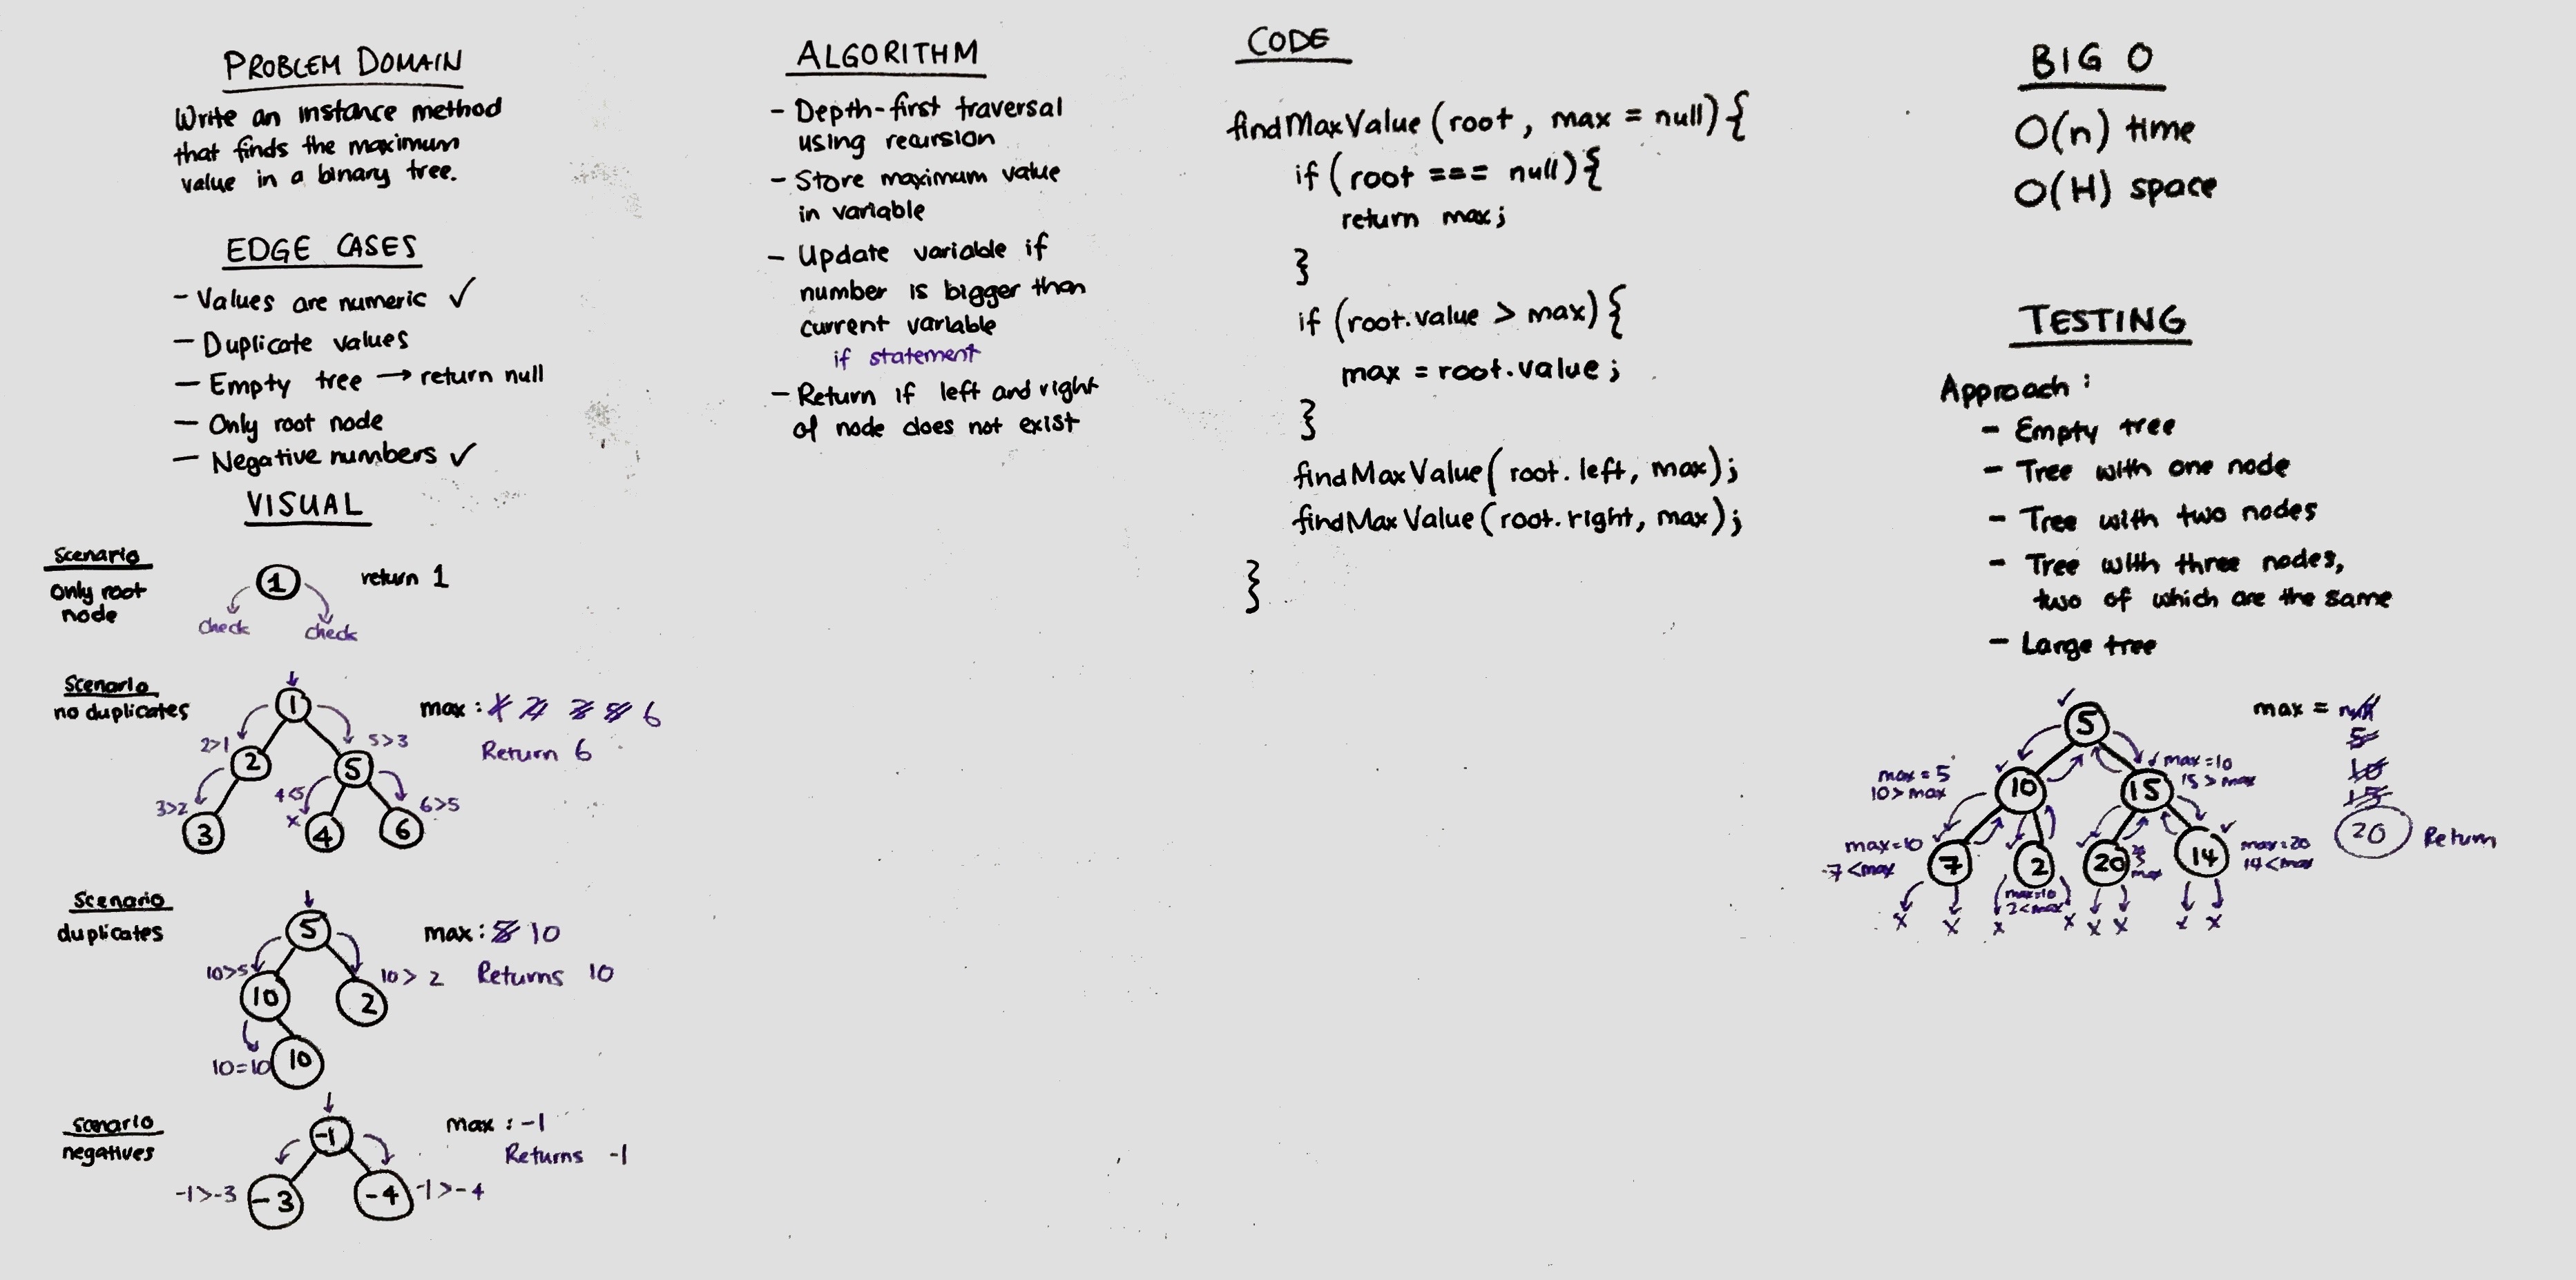 PROBLEM DOMAIN
Write an instance method
that finds the maximum
value in a binary tree.
EDGE CASES
- Values are numeric ✓
- Duplicate values
- Empty tree → return null
- Only root node
- Negative numbers ✓
VISUAL
Scenario
Only root
node
1
return 1
check
check
Scenario
no duplicates
1
max: 1 2 3 5 6
Return 6
2>1
5>3
2
5
3>2
4<5
6>5
x
3
4
6
Scenario
duplicates
5
max: 5 10
Returns 10
10>5
10> 2
10
2
10=10
10
Scenario
negatives
-1
max : -1
Returns -1
-1>-3
-3
-4
-1>-4
ALGORITHM
- Depth-first traversal
using recursion
- Store maximum value
in variable
- Update variable if
number is bigger than
current variable
if statement
- Return if left and right
of node does not exist
CODE
findMaxValue(root, max = null){
if(root === null){
return max;
}
if (root.value > max){
max = root.value;
}
findMaxValue(root.left, max);
findMaxValue(root.right, max);
}
BIG O
O(n) time
O(H) space
TESTING
Approach:
- Empty tree
- Tree with one node
- Tree with two nodes
- Tree with three nodes,
two of which are the same
- Large tree
✓
5
max = null
5
10
15
20
Return
max = 5
10>max
✓
10
✓
15
max=10
15>max
max=10
7<max
7
2
max=10
2<max
20
20
>
max
14
✓
max=20
14<max
x x x x x x x x